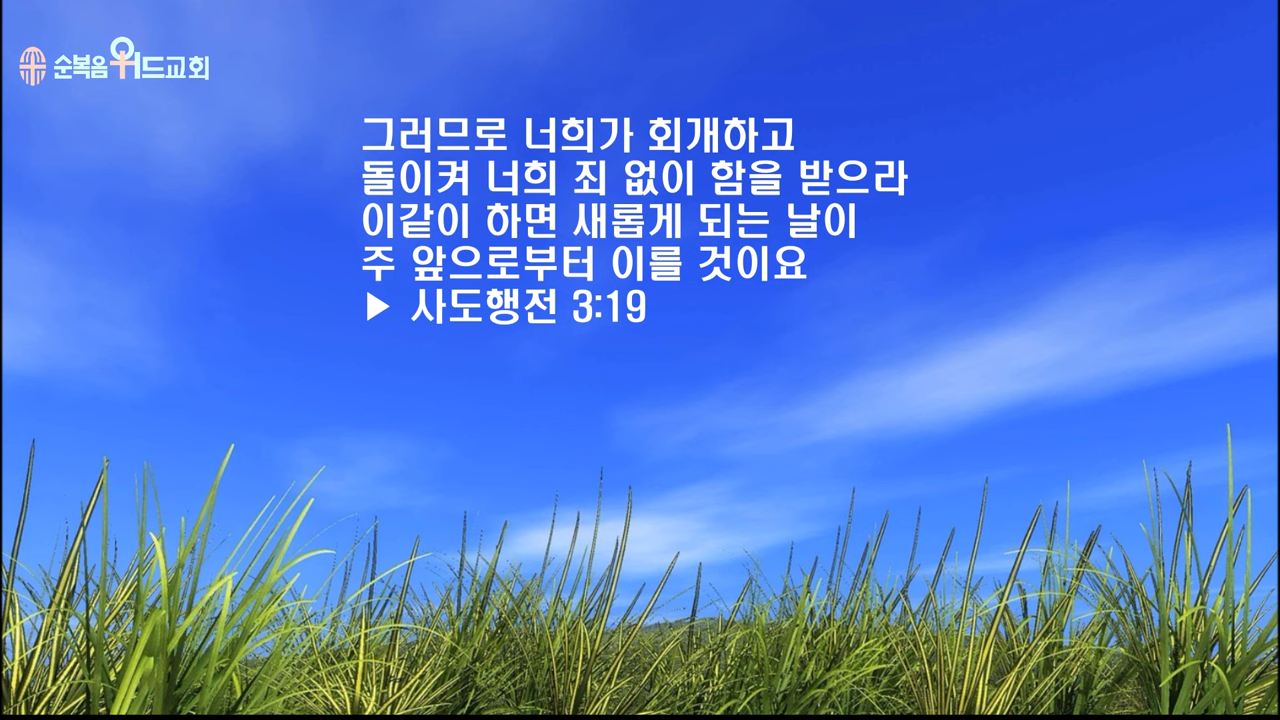 순복음위드교회
그러므로 너희가 회개하고
돌이켜 너희 죄 없이 함을 받으라
이같이 하면 새롭게 되는 날이
주 앞으로부터 이를 것이요
▶ 사도행전 3:19